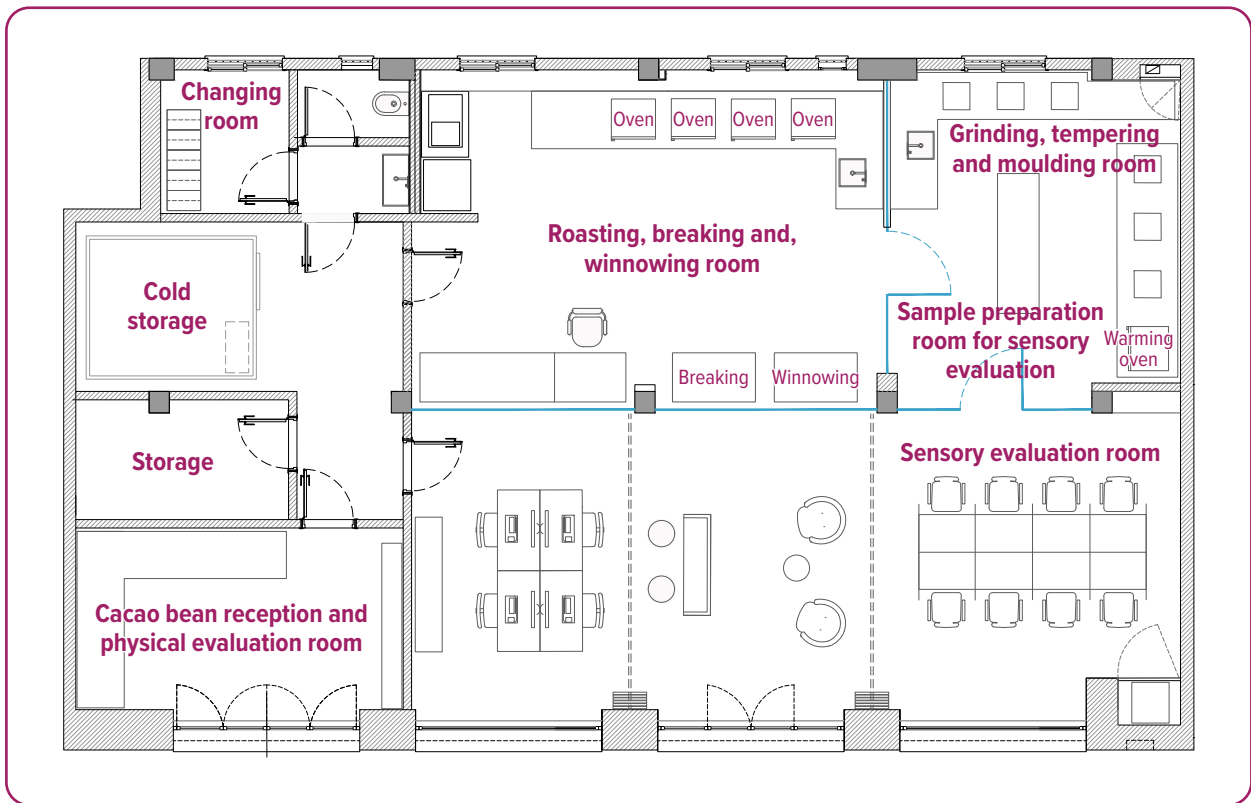 Changing
room
Oven
Oven
Oven
Oven
Grinding, tempering
and moulding room
Roasting, breaking and,
winnowing room
Cold
storage
Sample preparation
room for sensory
evaluation
Warming
oven
Breaking
Winnowing
Storage
Sensory evaluation room
Cacao bean reception and
physical evaluation room